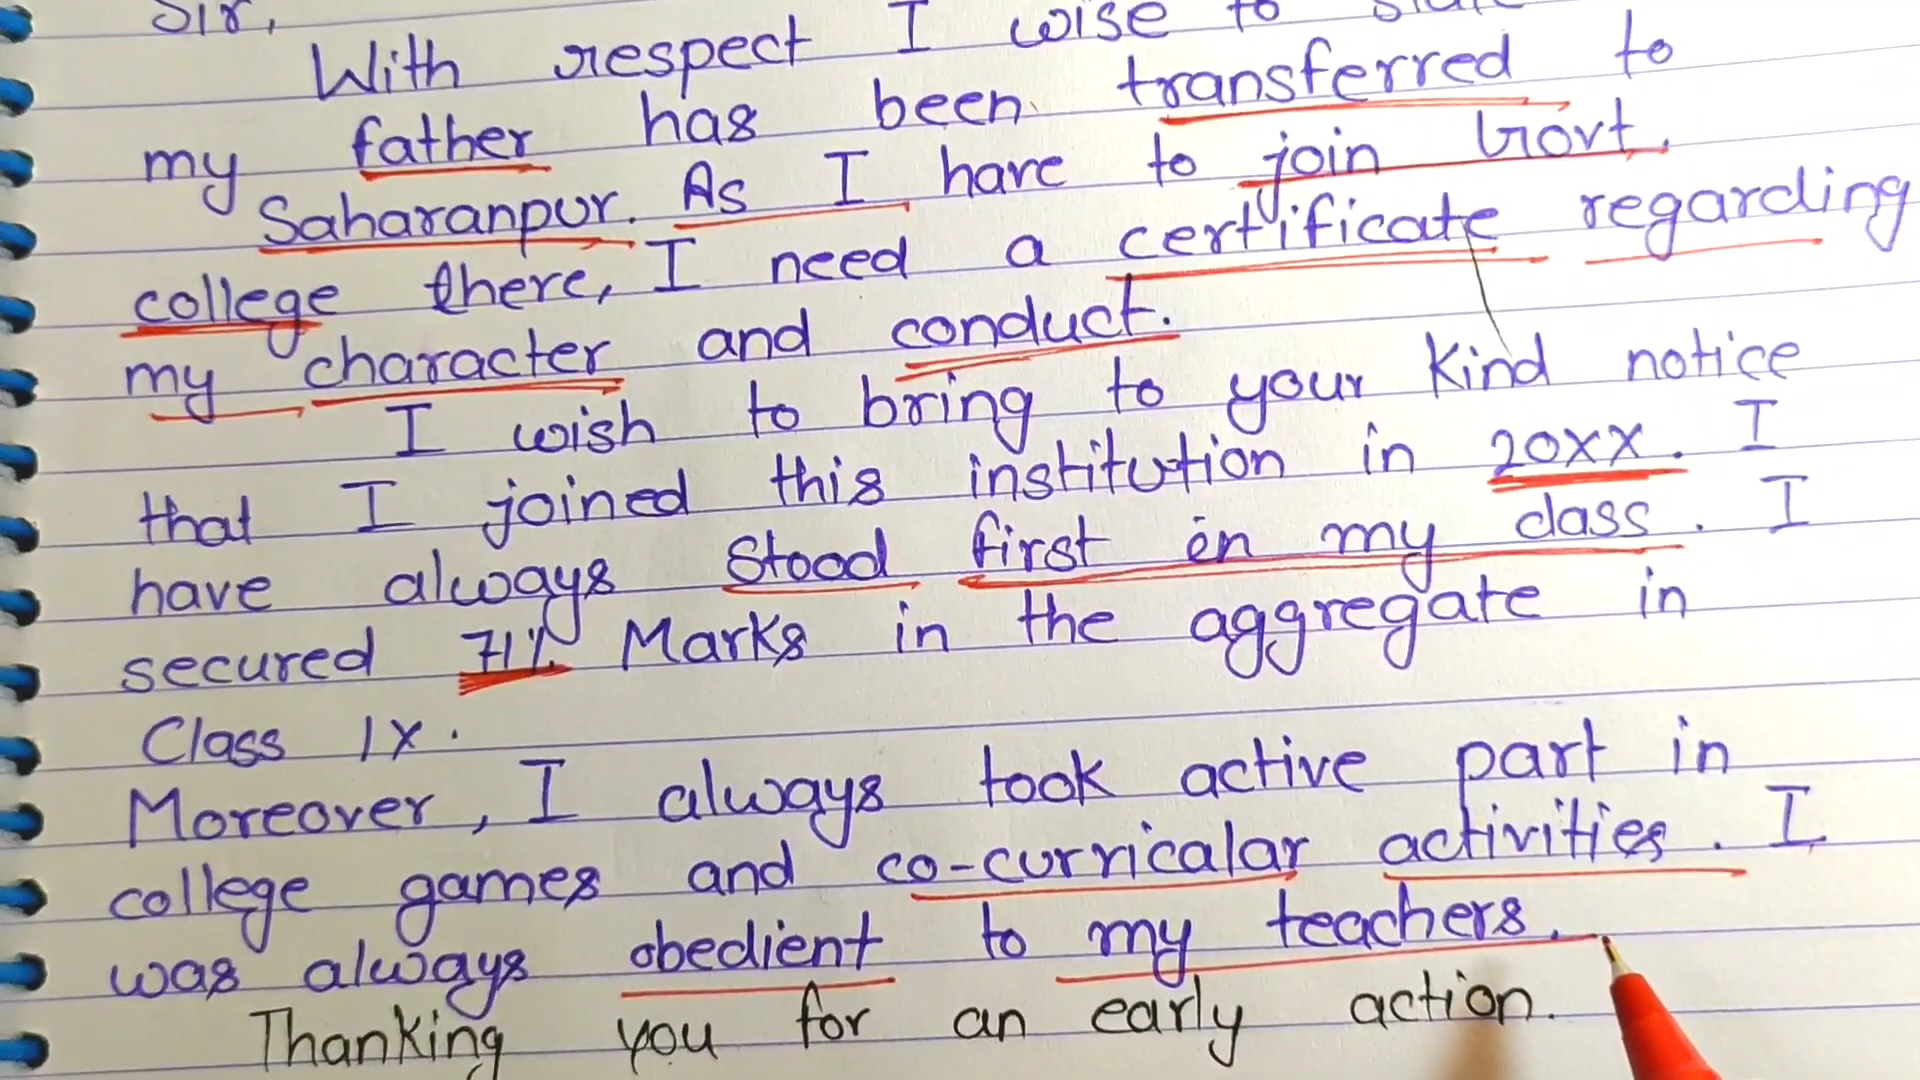 Sir,
With respect I wise to state
my father has been transferred to
Saharanpur. As I have to join Govt.
college there, I need a certificate regarding
my character and conduct.
I wish to bring to your kind notice
that I joined this institution in 20XX. I
have always stood first in my class. I
secured 71% Marks in the aggregate in
Class IX.
Moreover, I always took active part in
college games and co-curricalar activities. I
was always obedient to my teachers.
Thanking you for an early action.